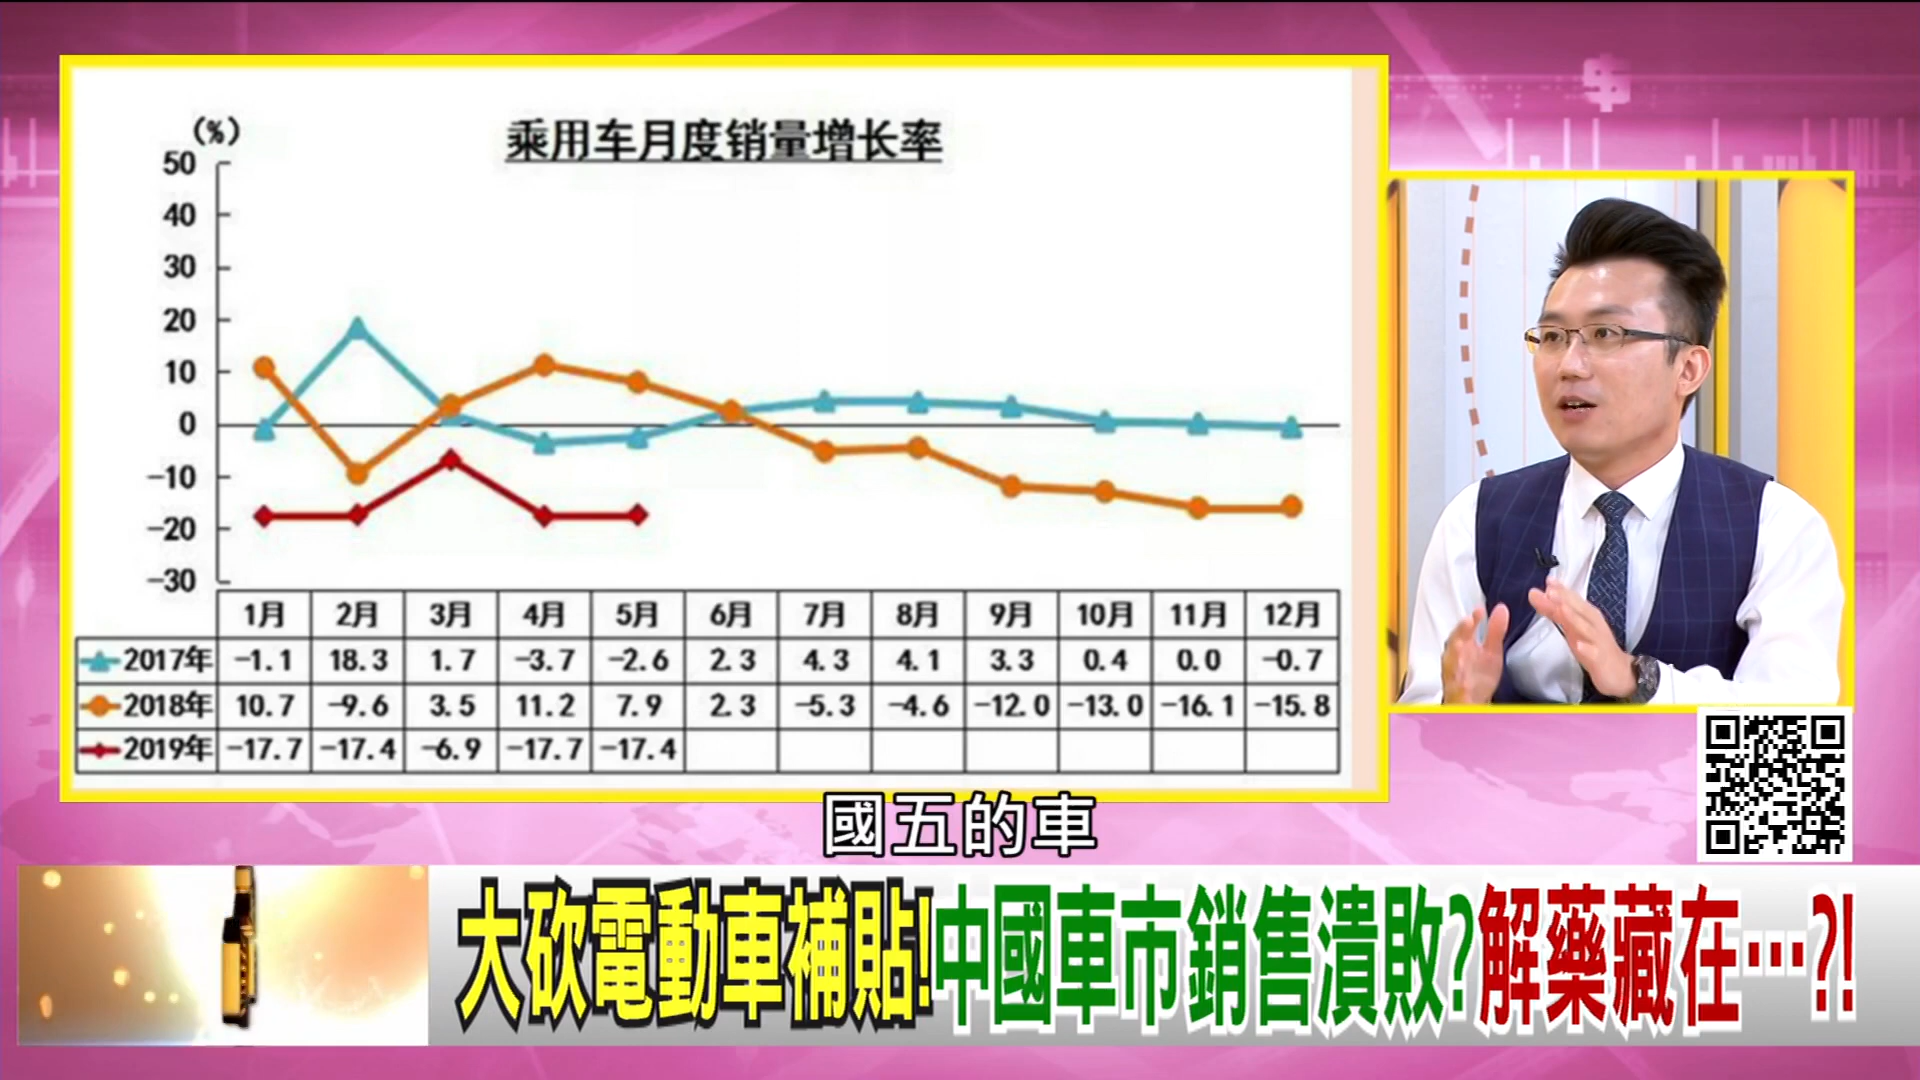 (%)
乘用车月度销量增长率
50
40
30
20
10
0
-10
-20
-30
1月 2月 3月 4月 5月 6月 7月 8月 9月 10月 11月 12月
2017年 -1.1 18.3 1.7 -3.7 -2.6 2.3 4.3 4.1 3.3 0.4 0.0 -0.7
2018年 10.7 -9.6 3.5 11.2 7.9 2.3 -5.3 -4.6 -12.0 -13.0 -16.1 -15.8
2019年 -17.7 -17.4 -6.9 -17.7 -17.4
$
國五的車
大砍電動車補貼!中國車市銷售潰敗?解藥藏在…?!